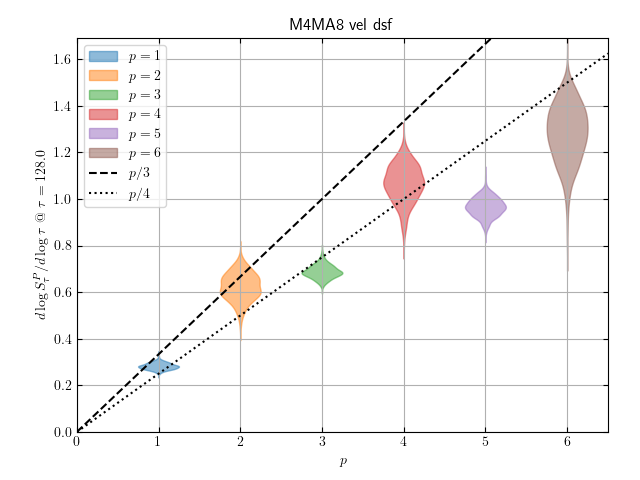 M4MA8 vel dsf
d log S_τ^P / d log τ @ τ = 128.0
1.6
1.4
1.2
1.0
0.8
0.6
0.4
0.2
0.0
p = 1
p = 2
p = 3
p = 4
p = 5
p = 6
p/3
p/4
0 1 2 3 4 5 6
p